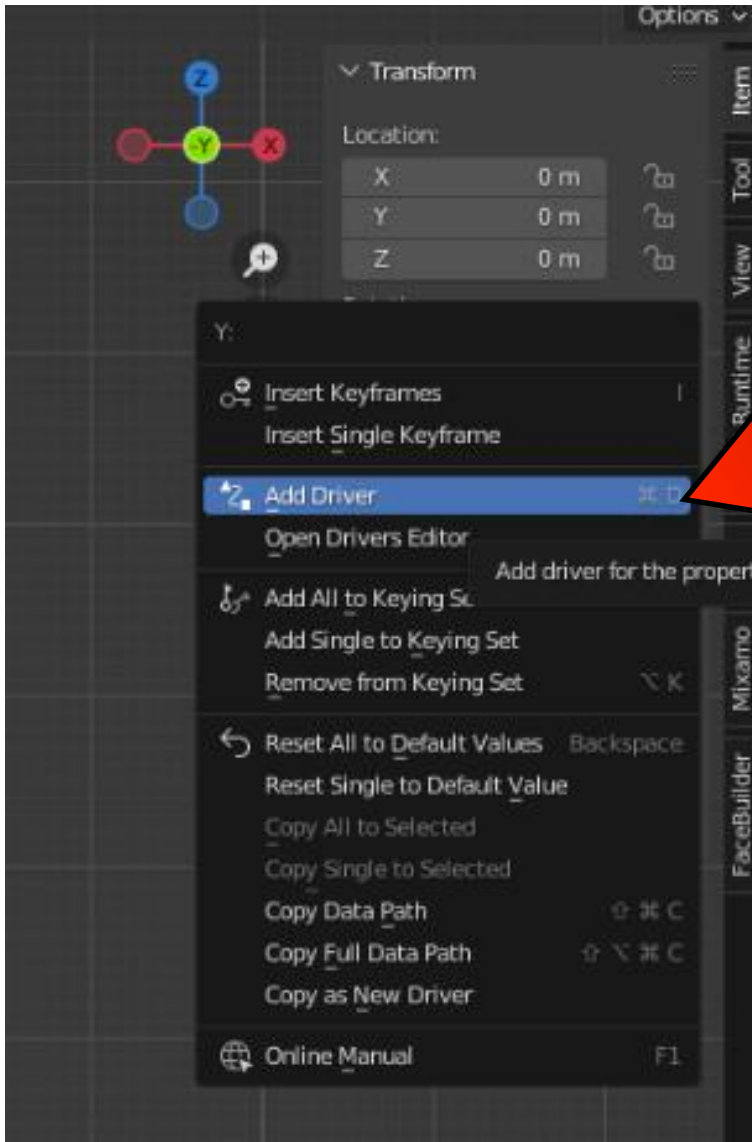 Options
Transform
Item
Location:
X 0 m
Y 0 m
Z 0 m
Tool
View
Runtime
Z
-Y X
Y:
Insert Keyframes I
Insert Single Keyframe
Add Driver ⌘ D
Open Drivers Editor
Add driver for the propert
Add All to Keying Se
Add Single to Keying Set
Remove from Keying Set ⌥ K
Reset All to Default Values Backspace
Reset Single to Default Value
Copy All to Selected
Copy Single to Selected
Copy Data Path ⇧ ⌘ C
Copy Full Data Path ⇧ ⌥ ⌘ C
Copy as New Driver
Online Manual F1
Mixamo
FaceBuilder